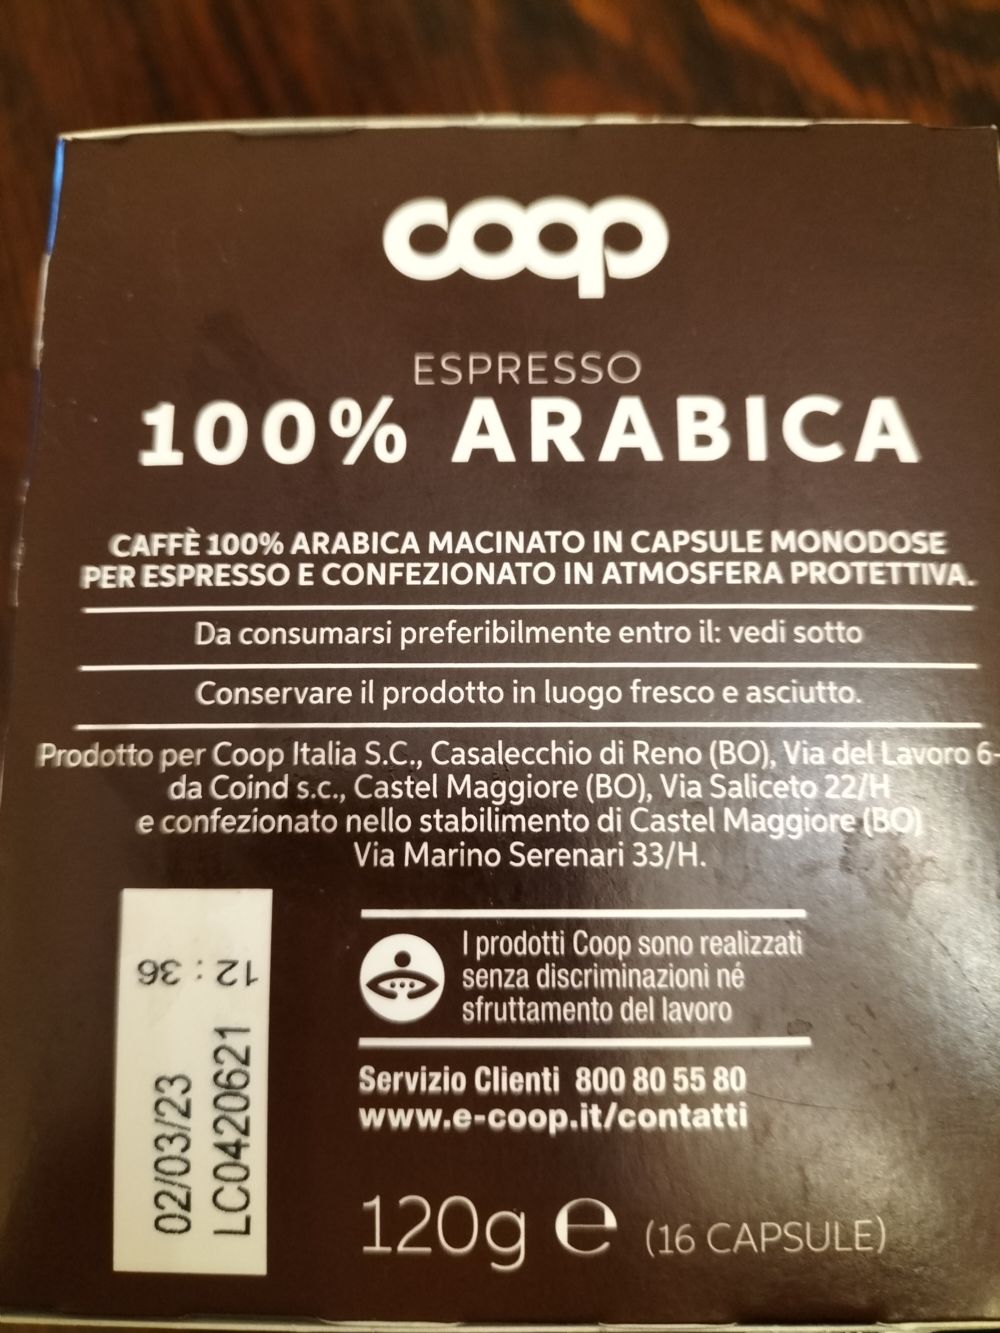 coop
ESPRESSO
100% ARABICA
CAFFÈ 100% ARABICA MACINATO IN CAPSULE MONODOSE
PER ESPRESSO E CONFEZIONATO IN ATMOSFERA PROTETTIVA.
Da consumarsi preferibilmente entro il: vedi sotto
Conservare il prodotto in luogo fresco e asciutto.
Prodotto per Coop Italia S.C., Casalecchio di Reno (BO), Via del Lavoro 6-
da Coind s.c., Castel Maggiore (BO), Via Saliceto 22/H
e confezionato nello stabilimento di Castel Maggiore (BO)
Via Marino Serenari 33/H.
02/03/23 12:36
LC0420621
I prodotti Coop sono realizzati
senza discriminazioni né
sfruttamento del lavoro
Servizio Clienti 800 80 55 80
www.e-coop.it/contatti
120g e (16 CAPSULE)